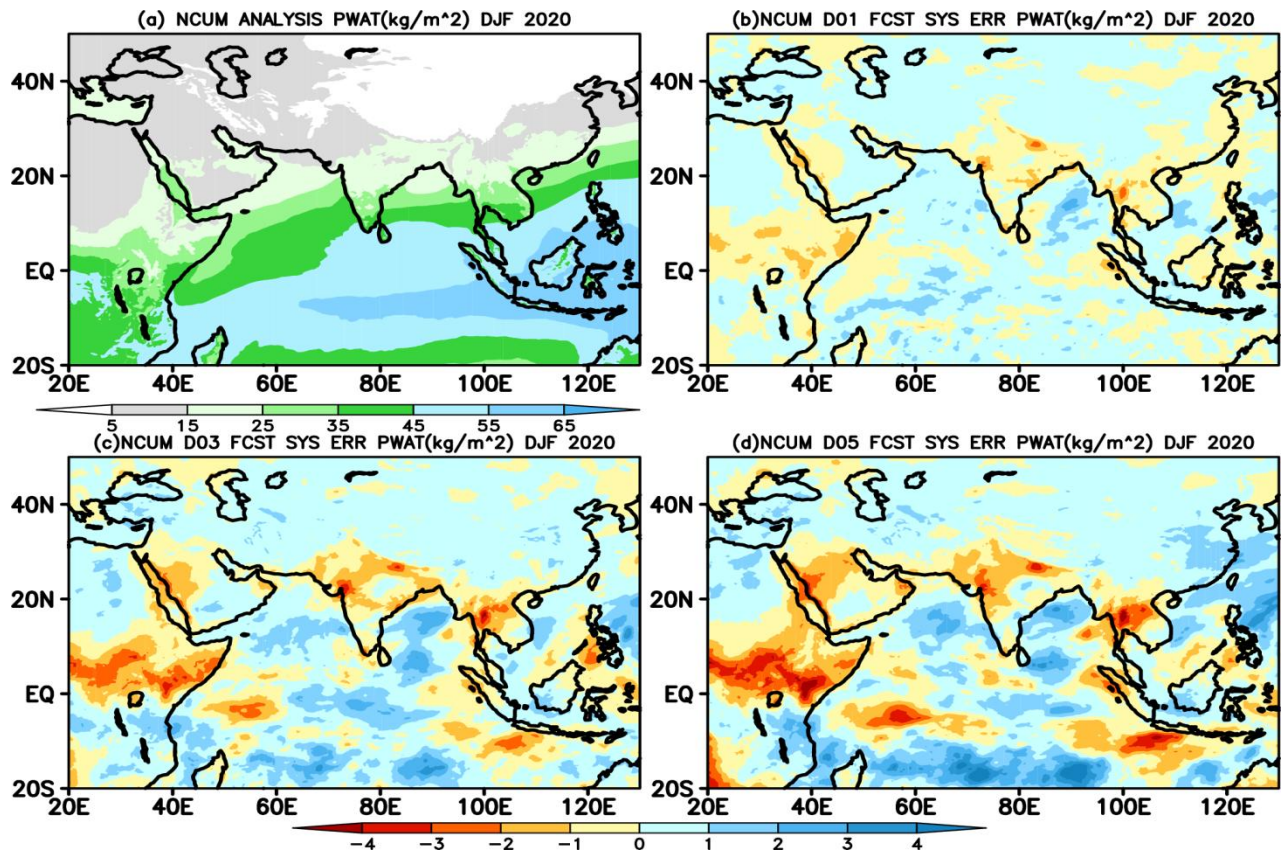 (a) NCUM ANALYSIS PWAT(kg/m^2) DJF 2020
40N
20N
EQ
20S
20E 40E 60E 80E 100E 120E
5 15 25 35 45 55 65
(b)NCUM D01 FCST SYS ERR PWAT(kg/m^2) DJF 2020
40N
20N
EQ
20S
20E 40E 60E 80E 100E 120E
(c)NCUM D03 FCST SYS ERR PWAT(kg/m^2) DJF 2020
40N
20N
EQ
20S
20E 40E 60E 80E 100E 120E
(d)NCUM D05 FCST SYS ERR PWAT(kg/m^2) DJF 2020
40N
20N
EQ
20S
20E 40E 60E 80E 100E 120E
−4 −3 −2 −1 0 1 2 3 4